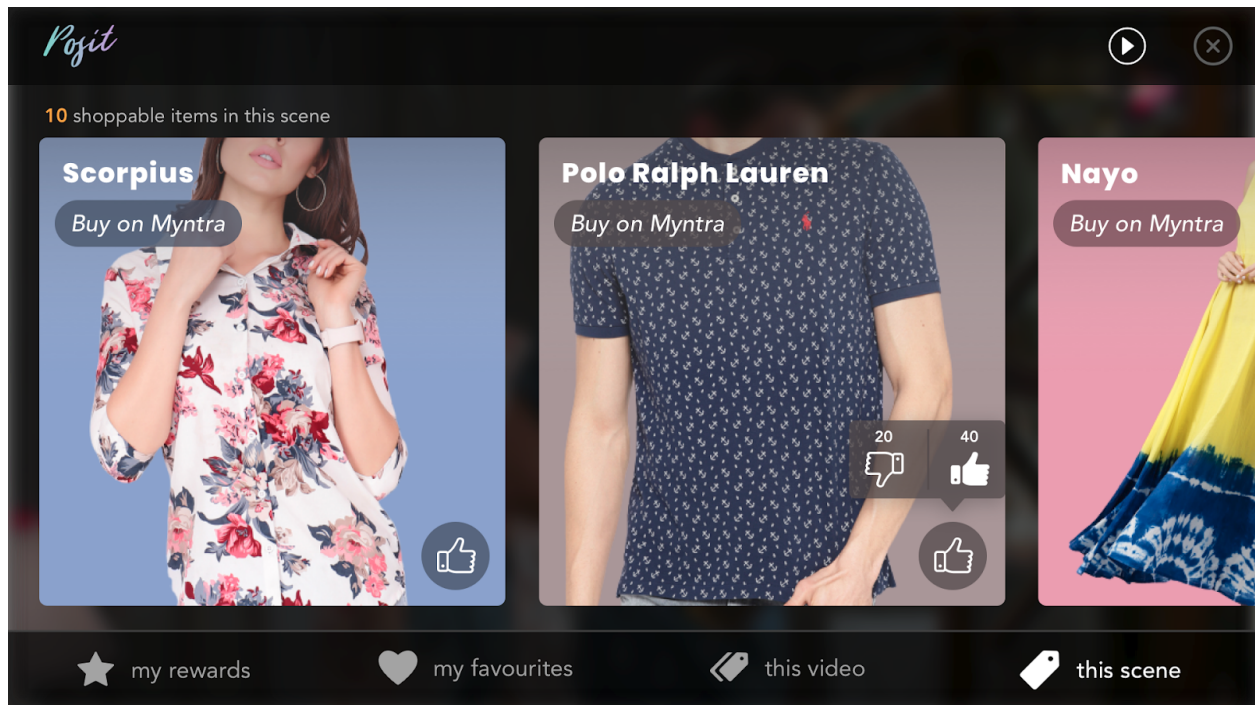 Posit
10 shoppable items in this scene
Scorpius
Buy on Myntra
Polo Ralph Lauren
Buy on Myntra
20 40
Nayo
Buy on Myntra
my rewards
my favourites
this video
this scene